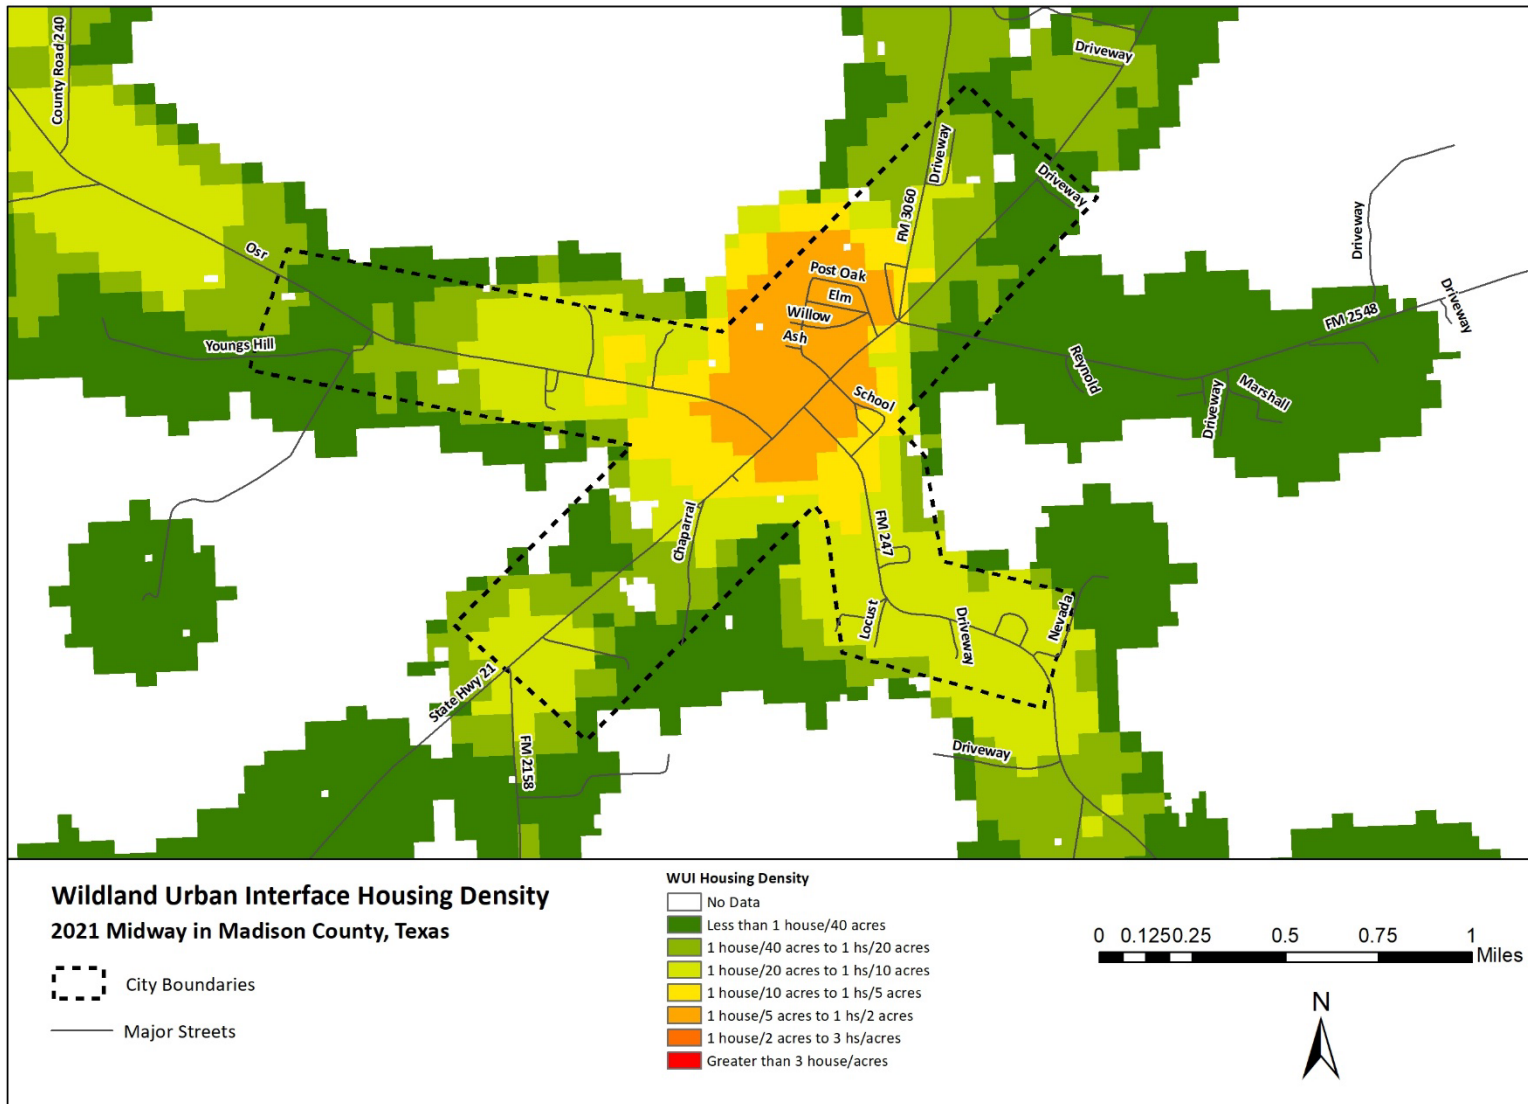 County Road 240
Driveway
Driveway
Driveway
FM 3060
Driveway
Osr
Post Oak
Elm
Willow
Ash
Youngs Hill
School
Reynold
Marshall
Driveway
FM 2548
Driveway
Chaparral
FM 247
Locust
Driveway
Nevada
State Hwy 21
FM 2158
Driveway
Wildland Urban Interface Housing Density
2021 Midway in Madison County, Texas
City Boundaries
Major Streets
WUI Housing Density
No Data
Less than 1 house/40 acres
1 house/40 acres to 1 hs/20 acres
1 house/20 acres to 1 hs/10 acres
1 house/10 acres to 1 hs/5 acres
1 house/5 acres to 1 hs/2 acres
1 house/2 acres to 3 hs/acres
Greater than 3 house/acres
0 0.1250.25 0.5 0.75 1
Miles
N